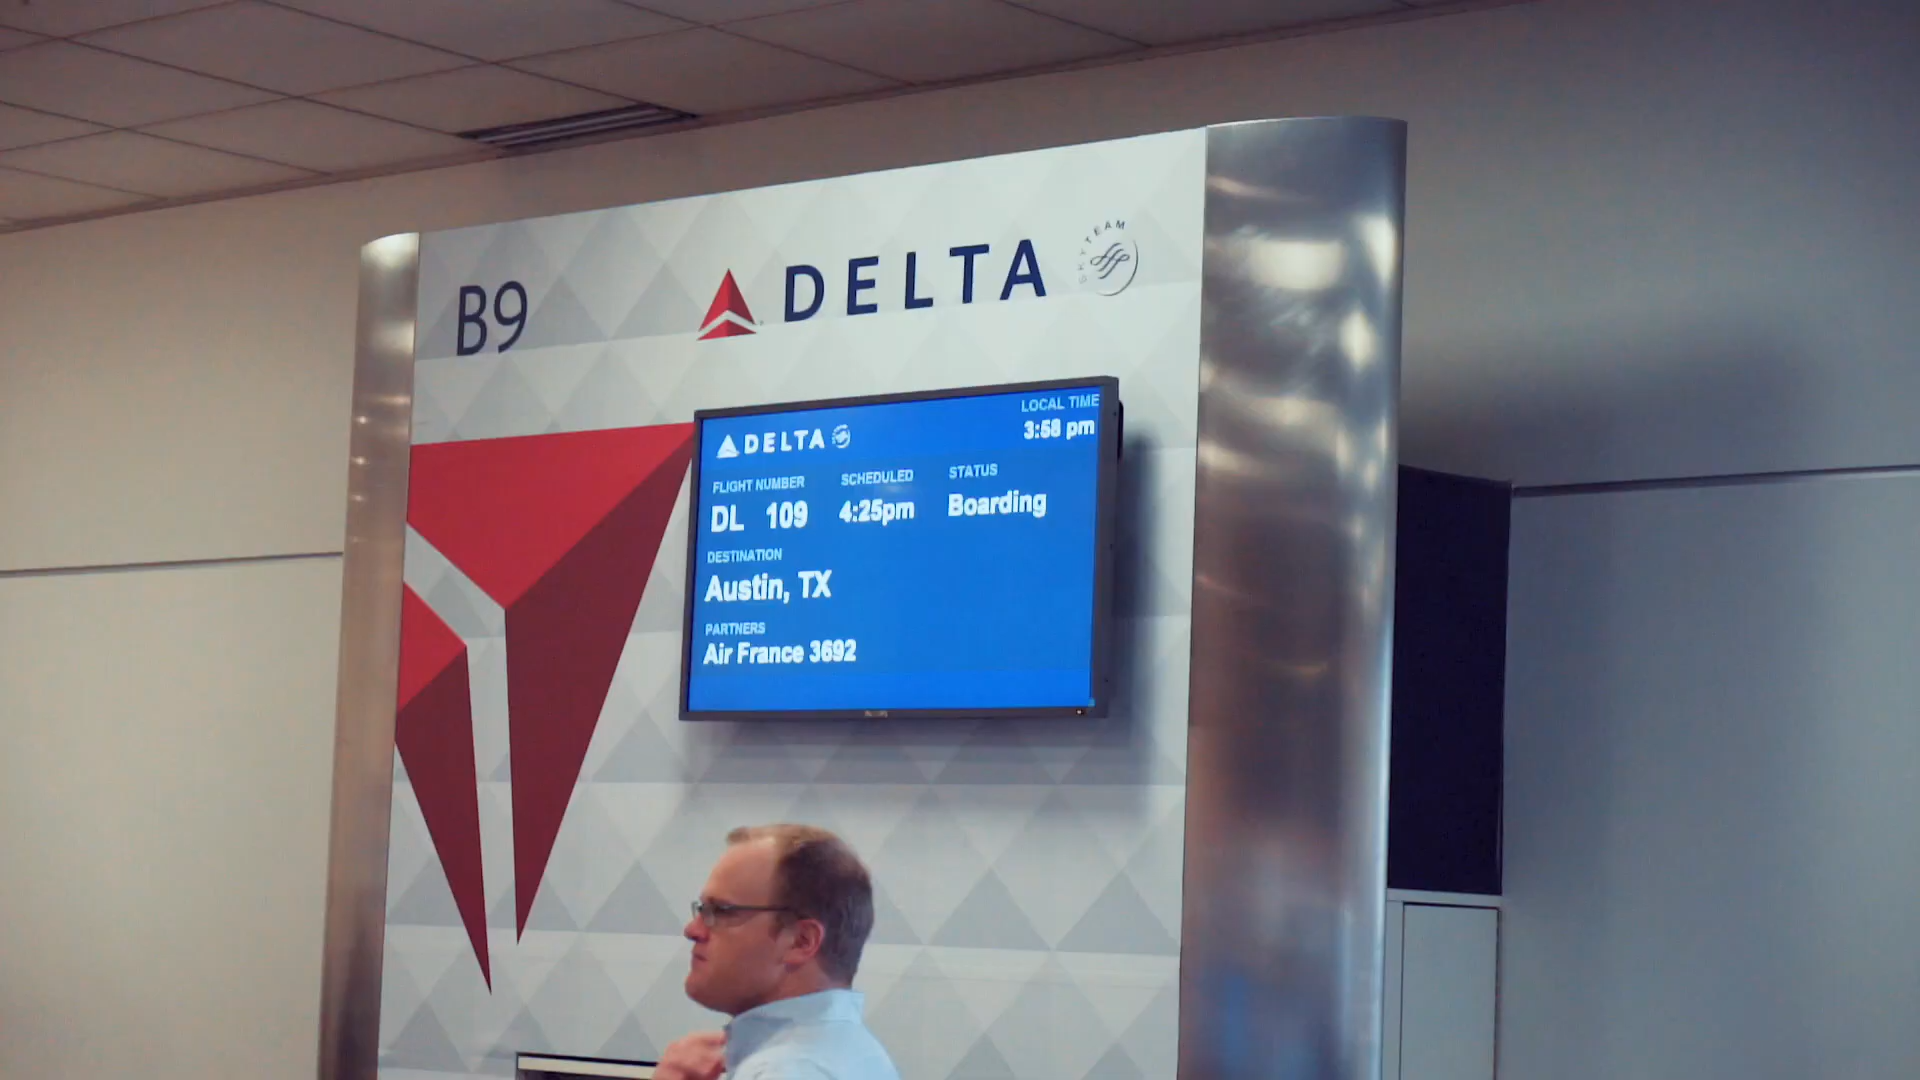 B9
DELTA
SKYTEAM
LOCAL TIME
3:58 pm
DELTA
FLIGHT NUMBER SCHEDULED STATUS
DL 109 4:25pm Boarding
DESTINATION
Austin, TX
PARTNERS
Air France 3692